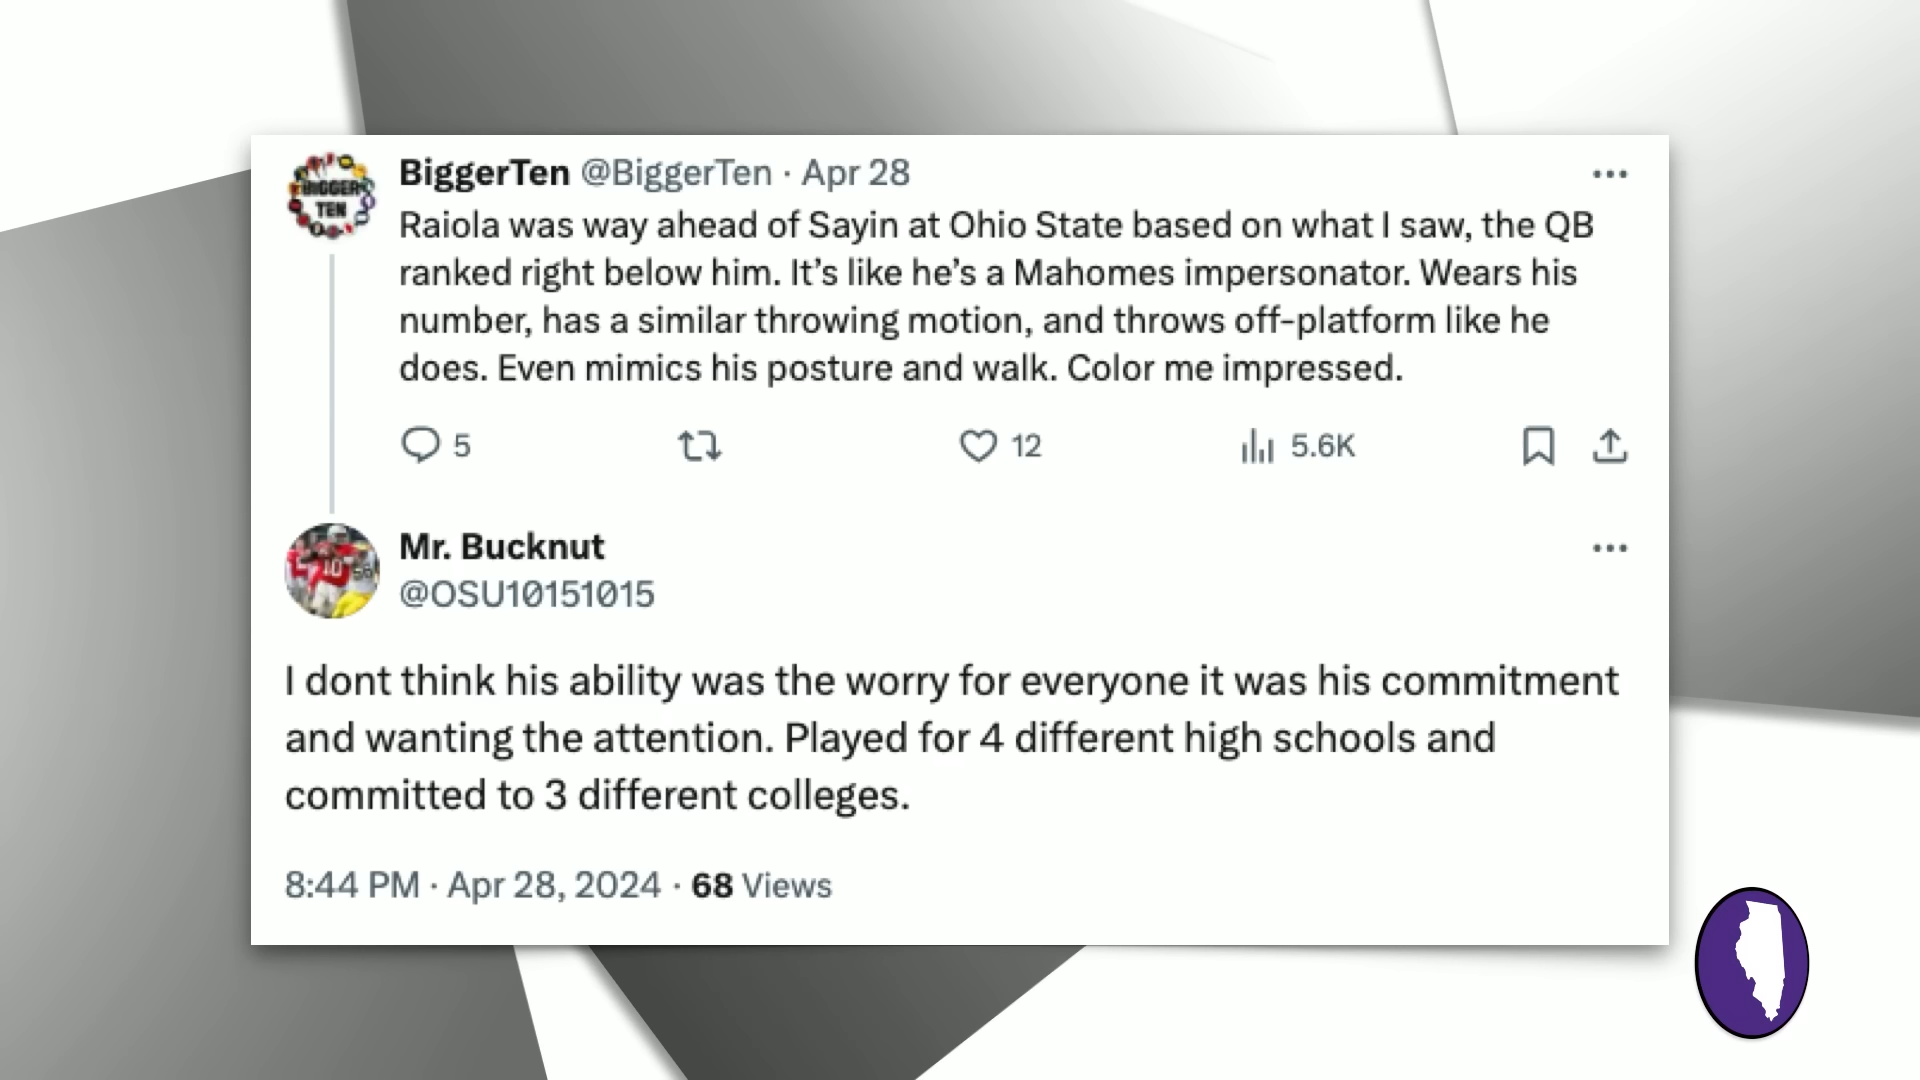 BIGGER
TEN
BiggerTen @BiggerTen · Apr 28
Raiola was way ahead of Sayin at Ohio State based on what I saw, the QB
ranked right below him. It’s like he’s a Mahomes impersonator. Wears his
number, has a similar throwing motion, and throws off-platform like he
does. Even mimics his posture and walk. Color me impressed.
5 12 5.6K
Mr. Bucknut
@OSU10151015
10
I dont think his ability was the worry for everyone it was his commitment
and wanting the attention. Played for 4 different high schools and
committed to 3 different colleges.
8:44 PM · Apr 28, 2024 · 68 Views